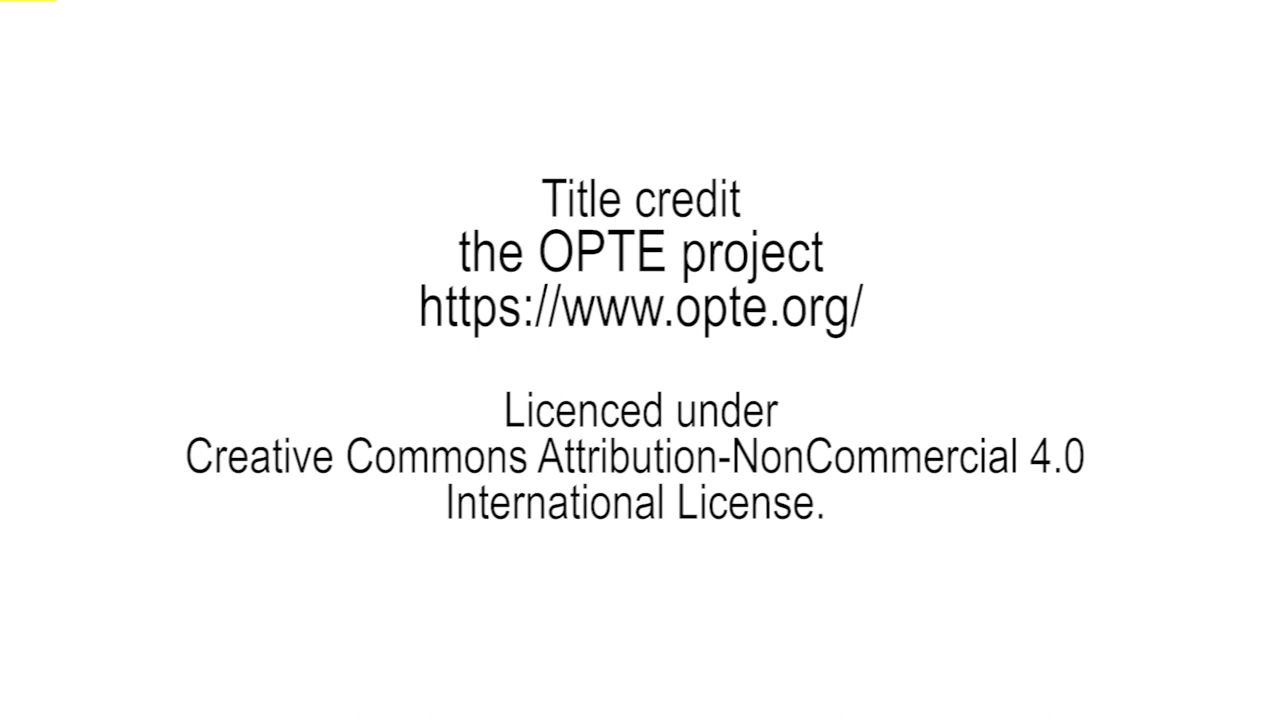 Title credit
the OPTE project
https://www.opte.org/
Licenced under
Creative Commons Attribution-NonCommercial 4.0
International License.